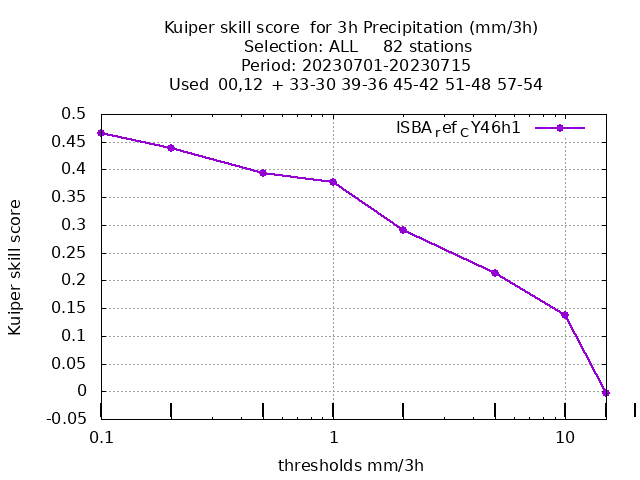 Kuiper skill score  for 3h Precipitation (mm/3h)
Selection: ALL     82 stations
Period: 20230701-20230715
Used  00,12  + 33-30 39-36 45-42 51-48 57-54
ISBA_ref_CY46h1
0.5
0.45
0.4
0.35
0.3
0.25
0.2
0.15
0.1
0.05
0
-0.05
Kuiper skill score
0.1 1 10
thresholds mm/3h